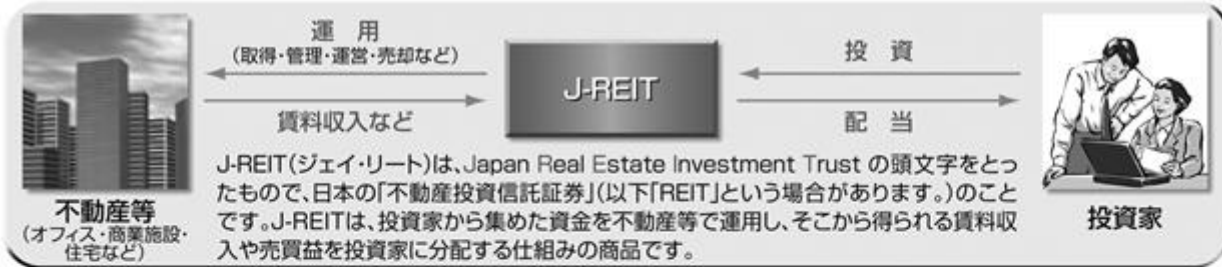 運 用
(取得・管理・運営・売却など)
賃料収入など
J-REIT
投 資
配 当
不動産等
(オフィス・商業施設・
住宅など)
J-REIT(ジェイ・リート)は、Japan Real Estate Investment Trust の頭文字をとっ
たもので、日本の「不動産投資信託証券」(以下「REIT」という場合があります。)のこと
です。J-REITは、投資家から集めた資金を不動産等で運用し、そこから得られる賃料収
入や売買益を投資家に分配する仕組みの商品です。
投資家